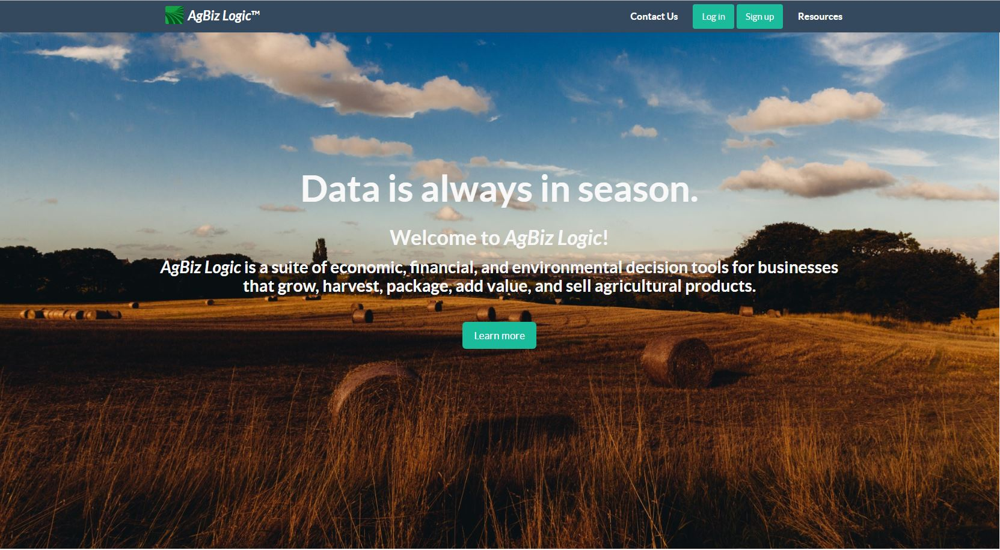 AgBiz Logic™
Contact Us
Log in
Sign up
Resources
Data is always in season.
Welcome to AgBiz Logic!
AgBiz Logic is a suite of economic, financial, and environmental decision tools for businesses
that grow, harvest, package, add value, and sell agricultural products.
Learn more